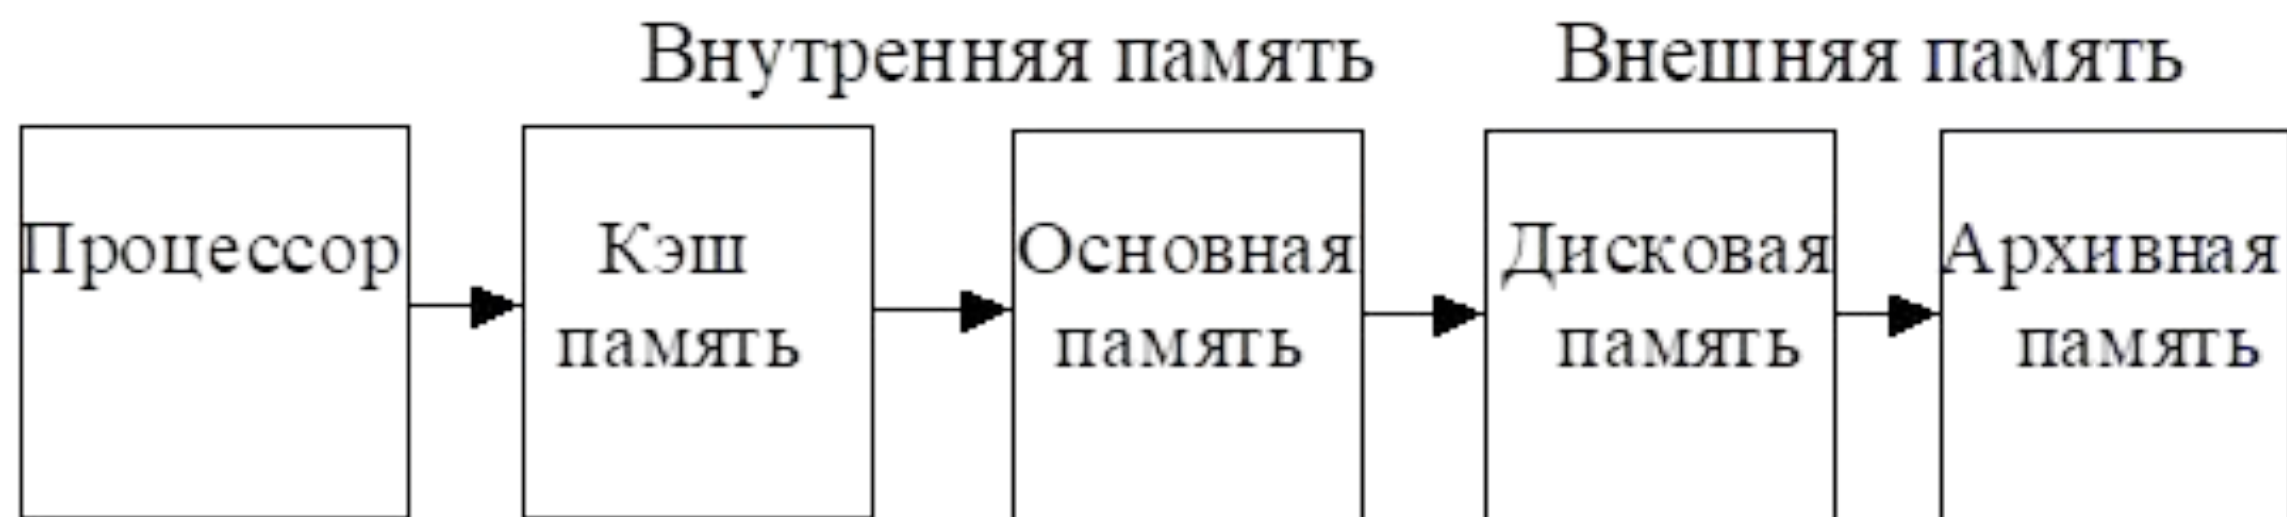 Внутренняя память
Внешняя память
Процессор
Кэш
память
Основная
память
Дисковая
память
Архивная
память